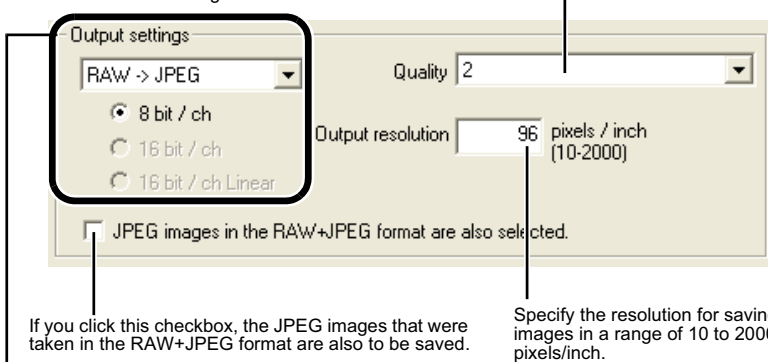 Output settings
RAW -> JPEG
Quality 2
8 bit / ch
16 bit / ch
16 bit / ch Linear
Output resolution 96 pixels / inch
(10-2000)
JPEG images in the RAW+JPEG format are also selected.
If you click this checkbox, the JPEG images that were
taken in the RAW+JPEG format are also to be saved.
Specify the resolution for saving
images in a range of 10 to 2000
pixels/inch.